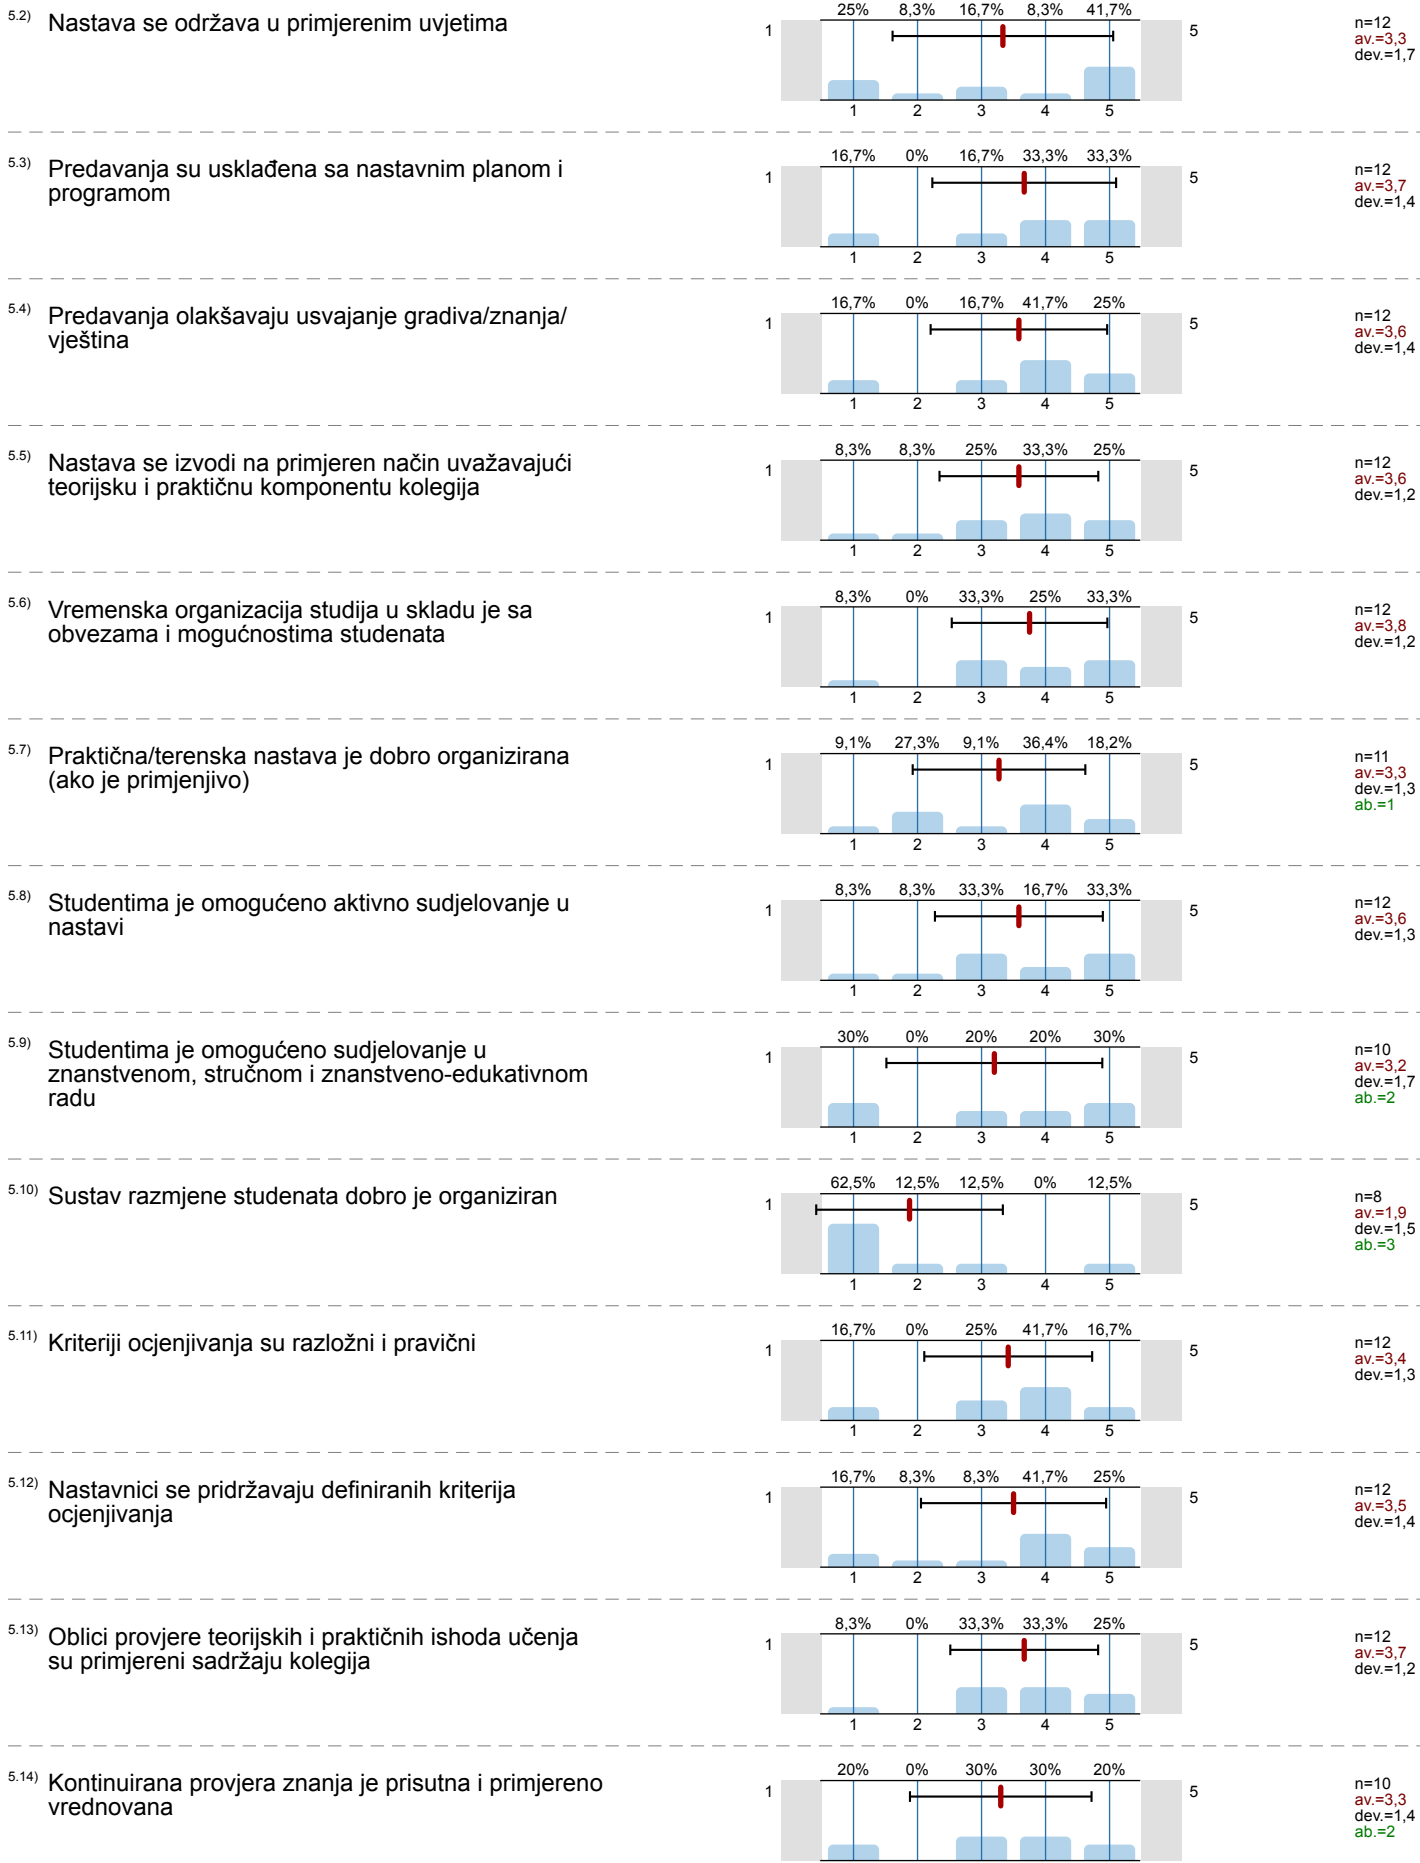 5.2) Nastava se održava u primjerenim uvjetima
25% 8,3% 16,7% 8,3% 41,7%
1 5
n=12
av.=3,3
dev.=1,7
1 2 3 4 5
5.3) Predavanja su usklađena sa nastavnim planom i
programom
16,7% 0% 16,7% 33,3% 33,3%
1 5
n=12
av.=3,7
dev.=1,4
1 2 3 4 5
5.4) Predavanja olakšavaju usvajanje gradiva/znanja/
vještina
16,7% 0% 16,7% 41,7% 25%
1 5
n=12
av.=3,6
dev.=1,4
1 2 3 4 5
5.5) Nastava se izvodi na primjeren način uvažavajući
teorijsku i praktičnu komponentu kolegija
8,3% 8,3% 25% 33,3% 25%
1 5
n=12
av.=3,6
dev.=1,2
1 2 3 4 5
5.6) Vremenska organizacija studija u skladu je sa
obvezama i mogućnostima studenata
8,3% 0% 33,3% 25% 33,3%
1 5
n=12
av.=3,8
dev.=1,2
1 2 3 4 5
5.7) Praktična/terenska nastava je dobro organizirana
(ako je primjenjivo)
9,1% 27,3% 9,1% 36,4% 18,2%
1 5
n=11
av.=3,3
dev.=1,3
ab.=1
1 2 3 4 5
5.8) Studentima je omogućeno aktivno sudjelovanje u
nastavi
8,3% 8,3% 33,3% 16,7% 33,3%
1 5
n=12
av.=3,6
dev.=1,3
1 2 3 4 5
5.9) Studentima je omogućeno sudjelovanje u
znanstvenom, stručnom i znanstveno-edukativnom
radu
30% 0% 20% 20% 30%
1 5
n=10
av.=3,2
dev.=1,7
ab.=2
1 2 3 4 5
5.10) Sustav razmjene studenata dobro je organiziran
62,5% 12,5% 12,5% 0% 12,5%
1 5
n=8
av.=1,9
dev.=1,5
ab.=3
1 2 3 4 5
5.11) Kriteriji ocjenjivanja su razložni i pravični
16,7% 0% 25% 41,7% 16,7%
1 5
n=12
av.=3,4
dev.=1,3
1 2 3 4 5
5.12) Nastavnici se pridržavaju definiranih kriterija
ocjenjivanja
16,7% 8,3% 8,3% 41,7% 25%
1 5
n=12
av.=3,5
dev.=1,4
1 2 3 4 5
5.13) Oblici provjere teorijskih i praktičnih ishoda učenja
su primjereni sadržaju kolegija
8,3% 0% 33,3% 33,3% 25%
1 5
n=12
av.=3,7
dev.=1,2
1 2 3 4 5
5.14) Kontinuirana provjera znanja je prisutna i primjereno
vrednovana
20% 0% 30% 30% 20%
1 5
n=10
av.=3,3
dev.=1,4
ab.=2